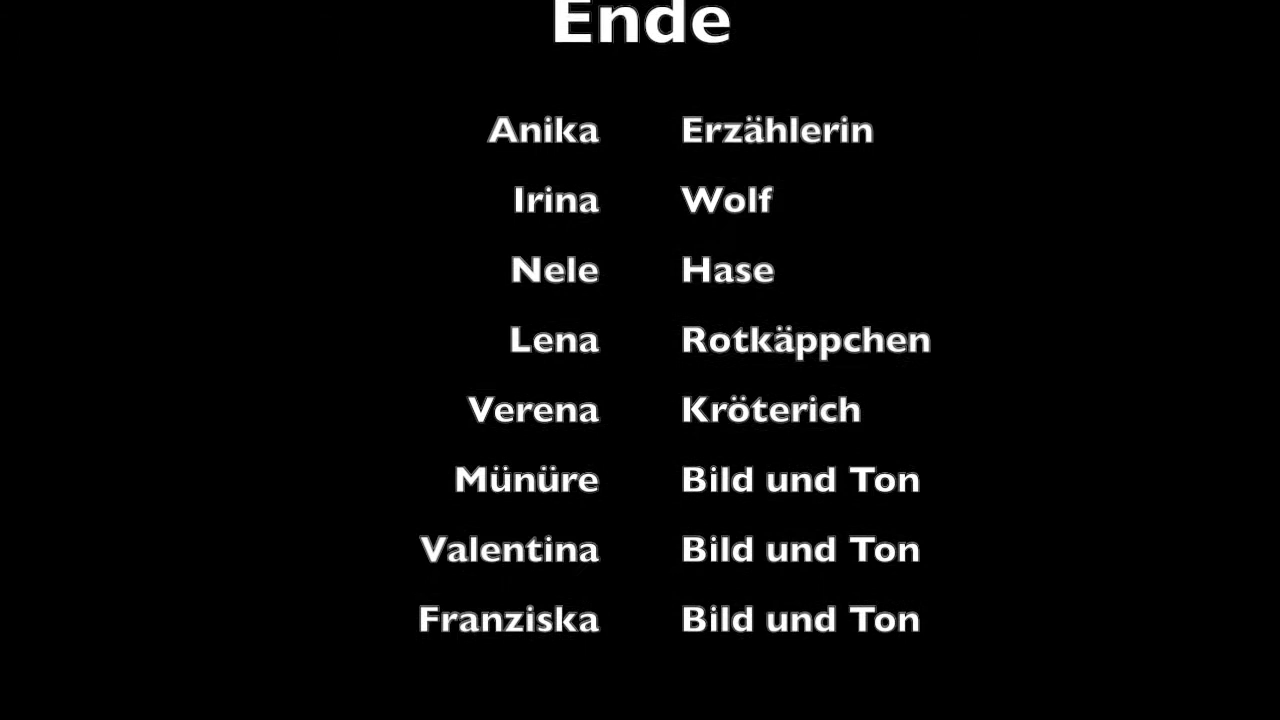 Ende
Anika Erzählerin
Irina Wolf
Nele Hase
Lena Rotkäppchen
Verena Kröterich
Münüre Bild und Ton
Valentina Bild und Ton
Franziska Bild und Ton